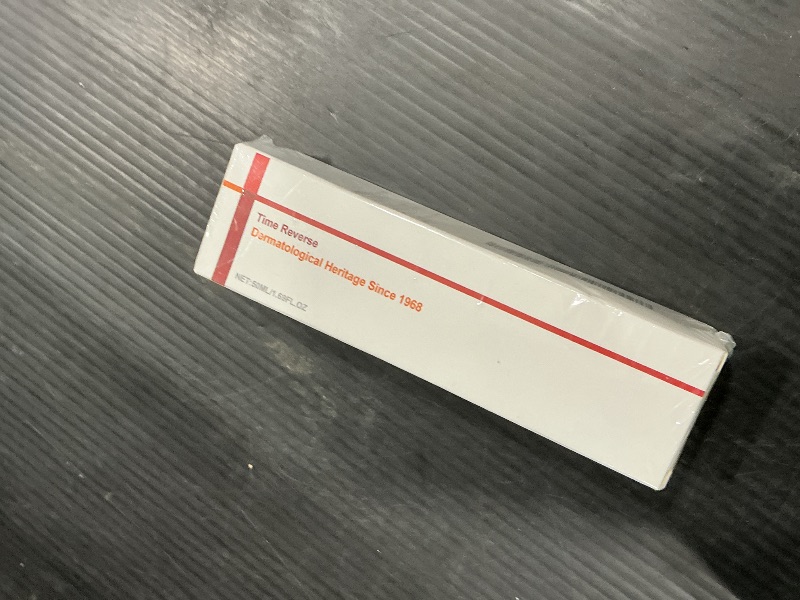 Time Reverse
Dermatological Heritage Since 1968
NET:50ML/1.69FL.OZ